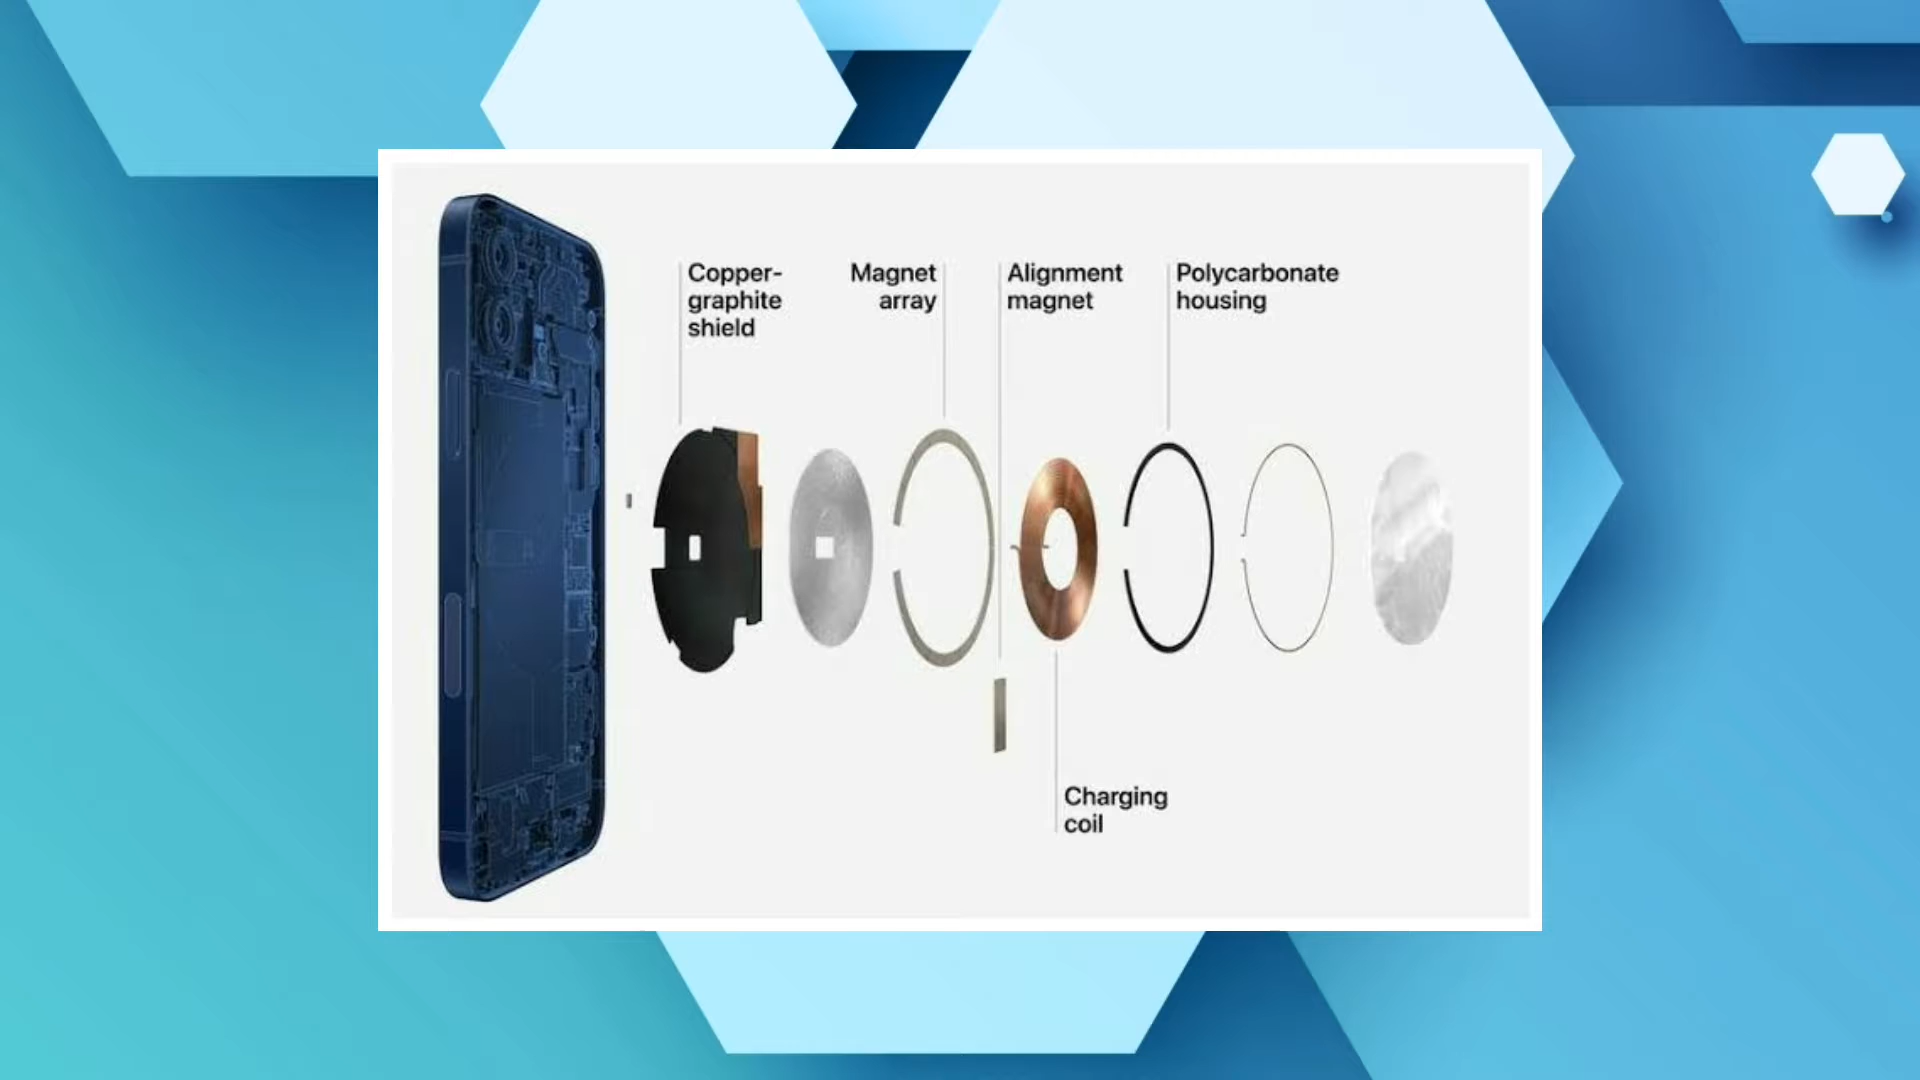 Copper-
graphite
shield
Magnet
array
Alignment
magnet
Polycarbonate
housing
Charging
coil